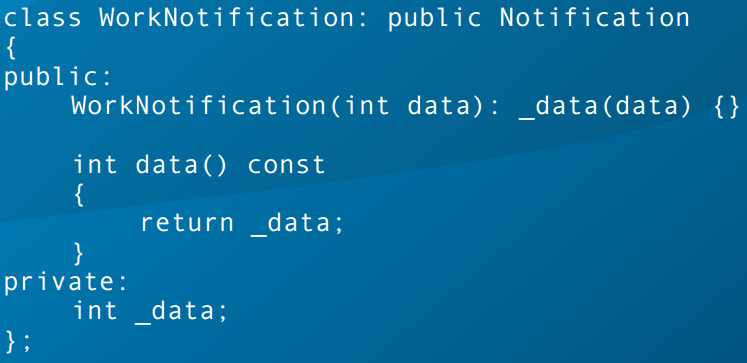 class WorkNotification: public Notification
{
public:
    WorkNotification(int data): _data(data) {}

    int data() const
    {
        return _data;
    }
private:
    int _data;
};